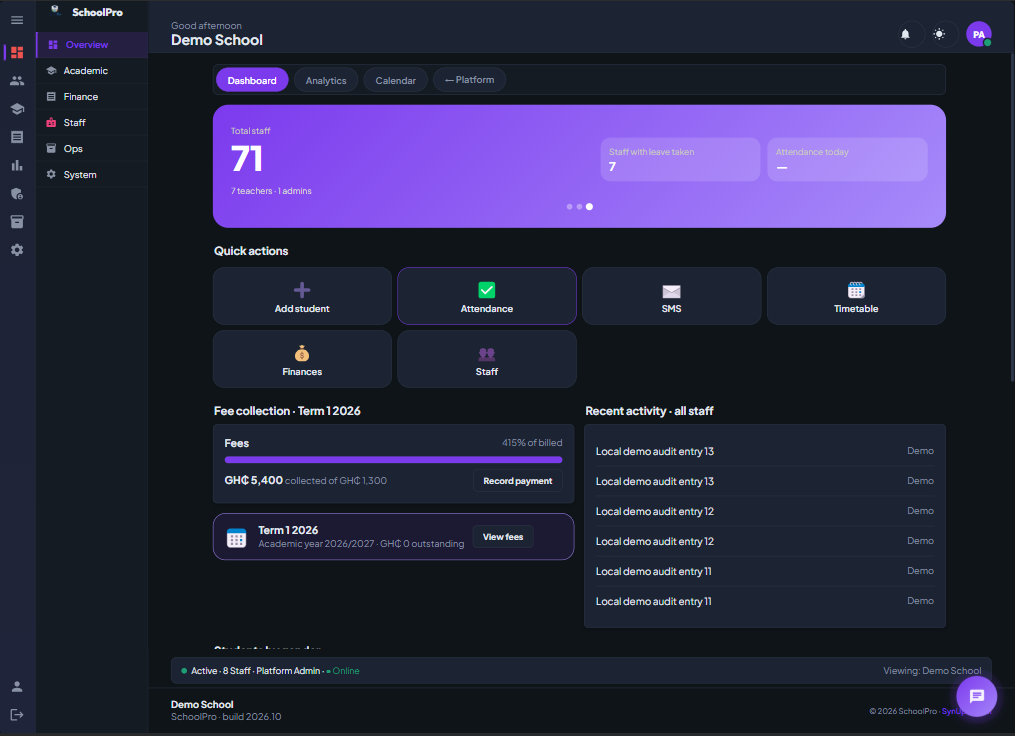 SchoolPro
Overview
Academic
Finance
Staff
Ops
System
Good afternoon
Demo School
PA
Dashboard
Analytics
Calendar
← Platform
Total staff
71
7 teachers · 1 admins
Staff with leave taken
7
Attendance today
—
Quick actions
Add student
Attendance
SMS
Timetable
Finances
Staff
Fee collection · Term 1 2026
Fees
415% of billed
GH₵ 5,400 collected of GH₵ 1,300
Record payment
Term 1 2026
Academic year 2026/2027 · GH₵ 0 outstanding
View fees
Recent activity · all staff
Local demo audit entry 13 Demo
Local demo audit entry 13 Demo
Local demo audit entry 12 Demo
Local demo audit entry 12 Demo
Local demo audit entry 11 Demo
Local demo audit entry 11 Demo
Active · 8 Staff · Platform Admin · Online
Viewing: Demo School
Demo School
SchoolPro · build 2026.10
© 2026 SchoolPro ·